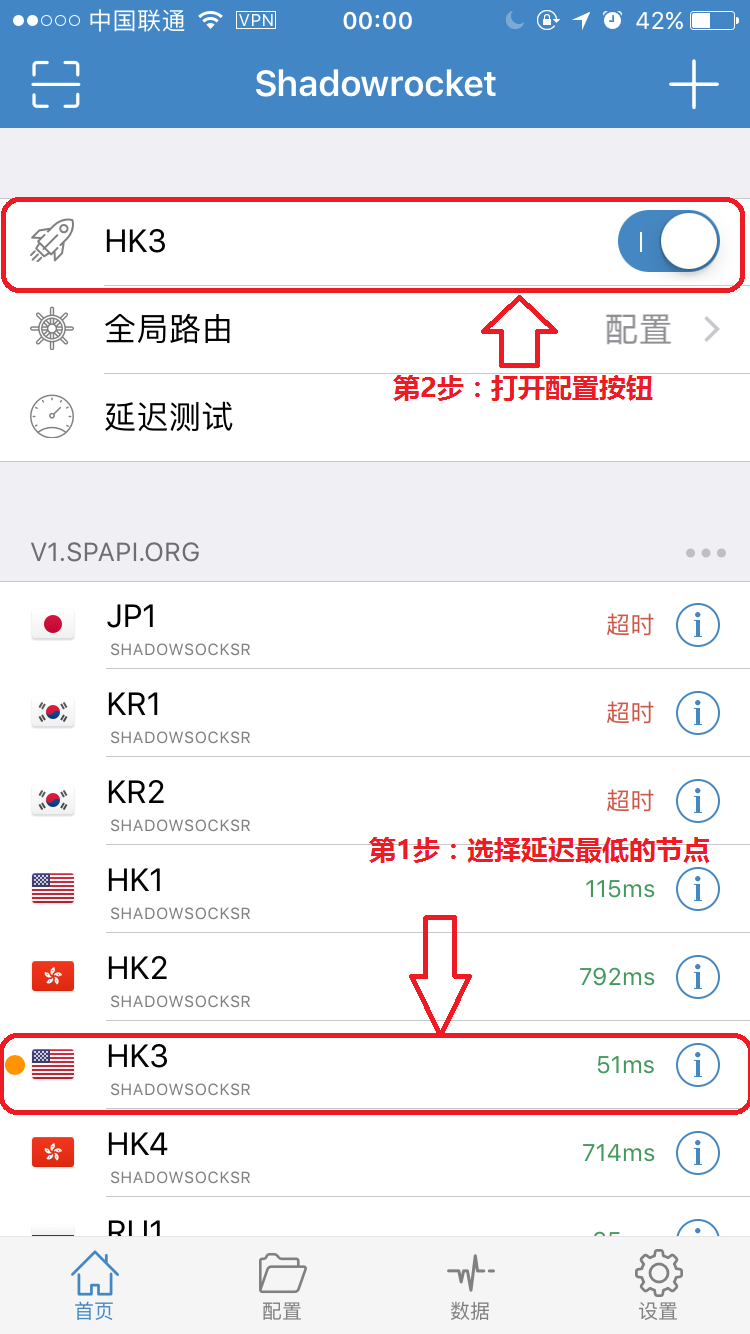 中国联通 VPN 00:00 42%
Shadowrocket
HK3
全局路由 配置
第2步：打开配置按钮
延迟测试
V1.SPAPI.ORG
JP1
SHADOWSOCKSR
超时
KR1
SHADOWSOCKSR
超时
KR2
SHADOWSOCKSR
超时
第1步：选择延迟最低的节点
HK1
SHADOWSOCKSR
115ms
HK2
SHADOWSOCKSR
792ms
HK3
SHADOWSOCKSR
51ms
HK4
SHADOWSOCKSR
714ms
RU1
首页 配置 数据 设置